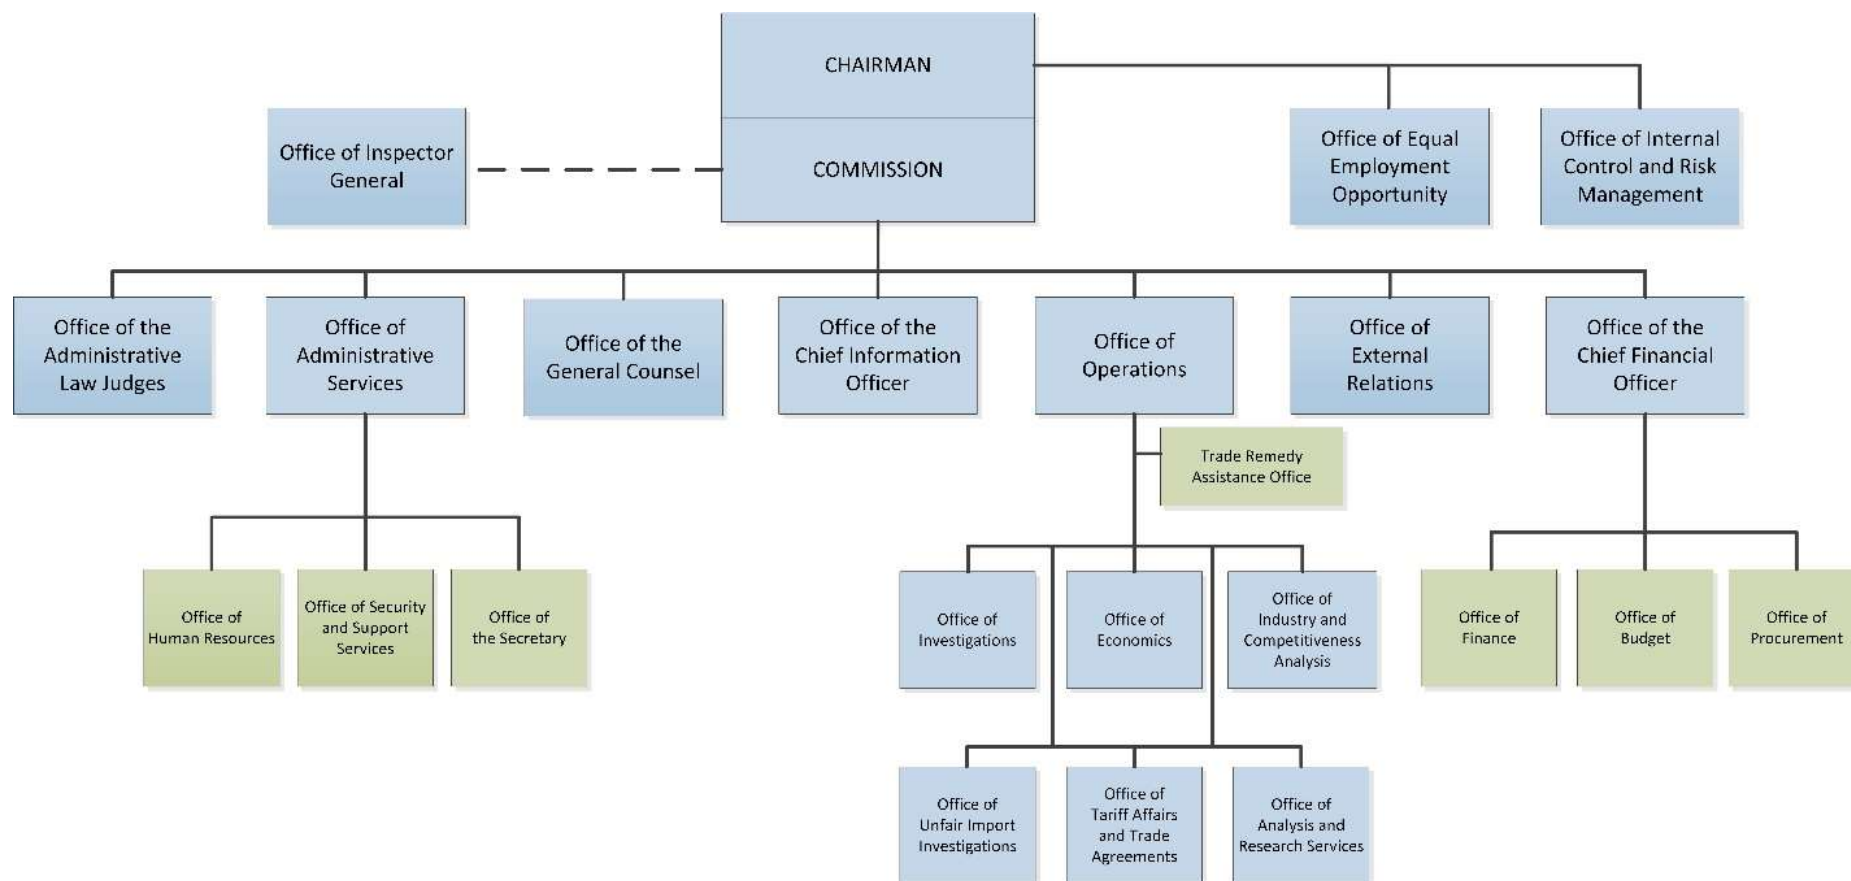 CHAIRMAN
COMMISSION
Office of Inspector
General
Office of Equal
Employment
Opportunity
Office of Internal
Control and Risk
Management
Office of the
Administrative
Law Judges
Office of
Administrative
Services
Office of the
General Counsel
Office of the
Chief Information
Officer
Office of
Operations
Office of
External
Relations
Office of the
Chief Financial
Officer
Trade Remedy
Assistance Office
Office of
Human Resources
Office of Security
and Support
Services
Office of
the Secretary
Office of
Investigations
Office of
Economics
Office of
Industry and
Competitiveness
Analysis
Office of
Finance
Office of
Budget
Office of
Procurement
Office of
Unfair Import
Investigations
Office of
Tariff Affairs
and Trade
Agreements
Office of
Analysis and
Research Services